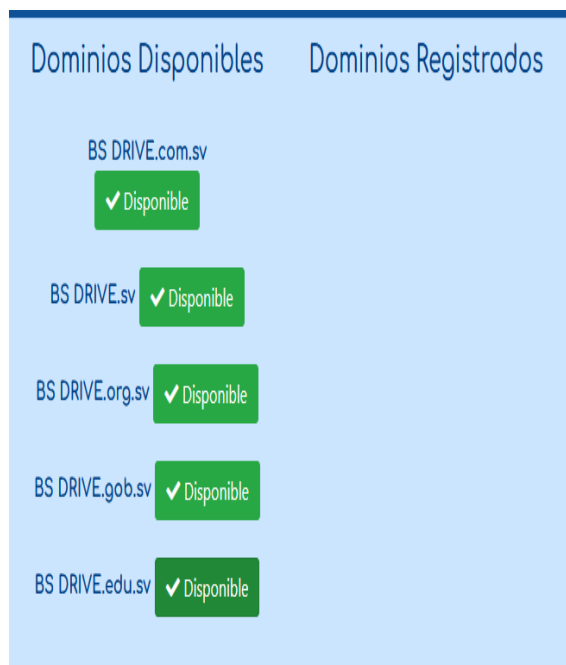 Dominios Disponibles
Dominios Registrados
BS DRIVE.com.sv
✔ Disponible
BS DRIVE.sv ✔ Disponible
BS DRIVE.org.sv ✔ Disponible
BS DRIVE.gob.sv ✔ Disponible
BS DRIVE.edu.sv ✔ Disponible